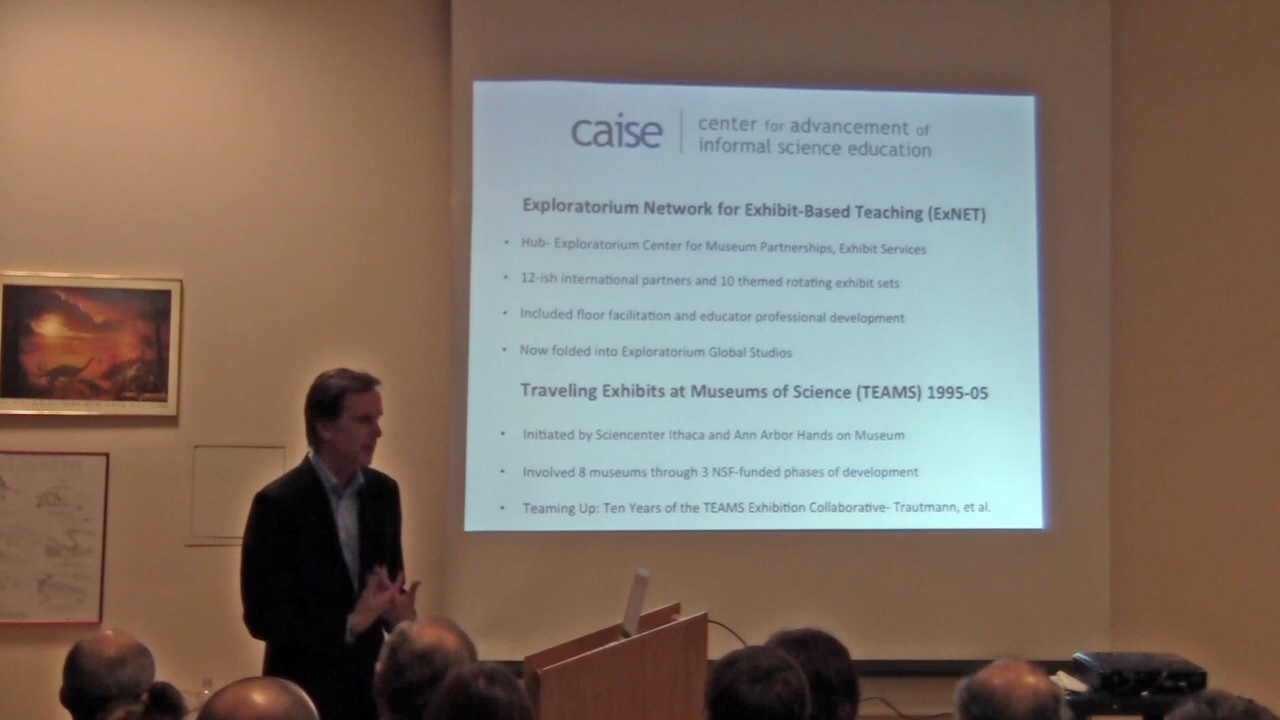 caise
center for advancement of
informal science education
Exploratorium Network for Exhibit-Based Teaching (ExNET)
• Hub- Exploratorium Center for Museum Partnerships, Exhibit Services
• 12-ish international partners and 10 themed rotating exhibit sets
• Included floor facilitation and educator professional development
• Now folded into Exploratorium Global Studios
Traveling Exhibits at Museums of Science (TEAMS) 1995-05
• Initiated by Sciencenter Ithaca and Ann Arbor Hands on Museum
• Involved 8 museums through 3 NSF-funded phases of development
• Teaming Up: Ten Years of the TEAMS Exhibition Collaborative- Trautmann, et al.